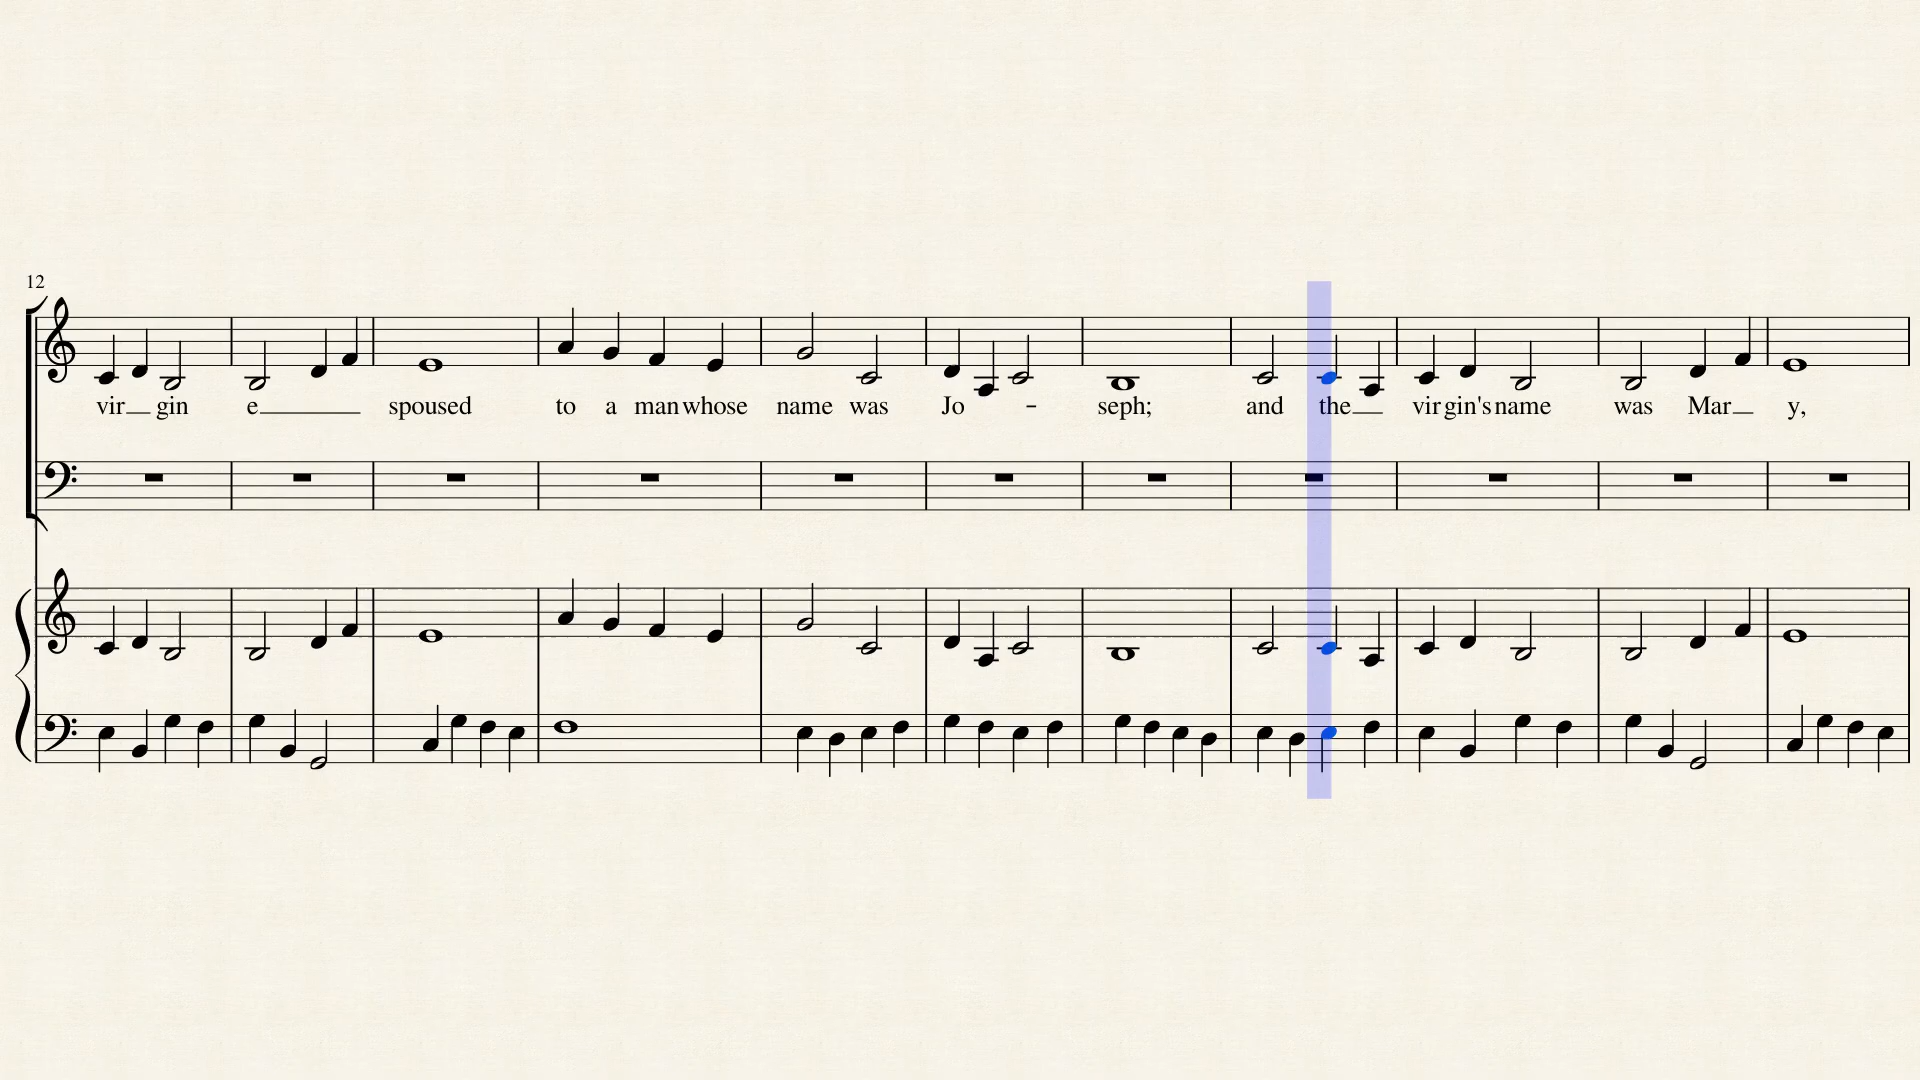 12
vir gin e spoused to a man whose name was Jo - seph; and the vir gin's name was Mar y,